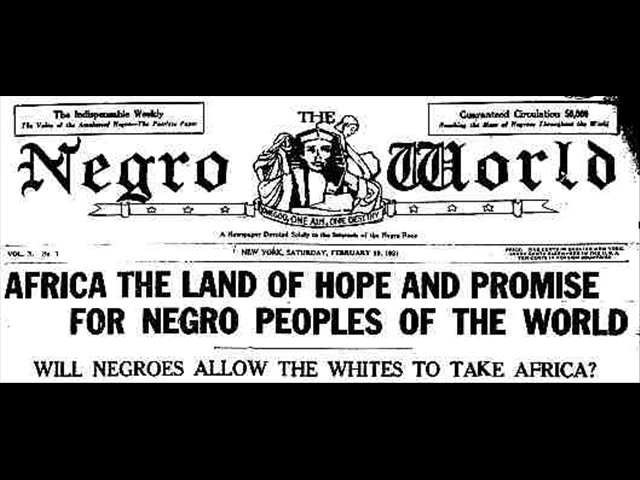 The Indispensable Weekly
The Voice of the Awakened Negro—The Peerless Paper
Guaranteed Circulation 50,000
Reaching the Mass of Negroes Throughout the World
THE
Negro World
ONE AIM, ONE DESTINY
A Newspaper Devoted Solely to the Interests of the Negro Race
VOL. X. No. 1
NEW YORK, SATURDAY, FEBRUARY 19, 1921
AFRICA THE LAND OF HOPE AND PROMISE
FOR NEGRO PEOPLES OF THE WORLD
WILL NEGROES ALLOW THE WHITES TO TAKE AFRICA?